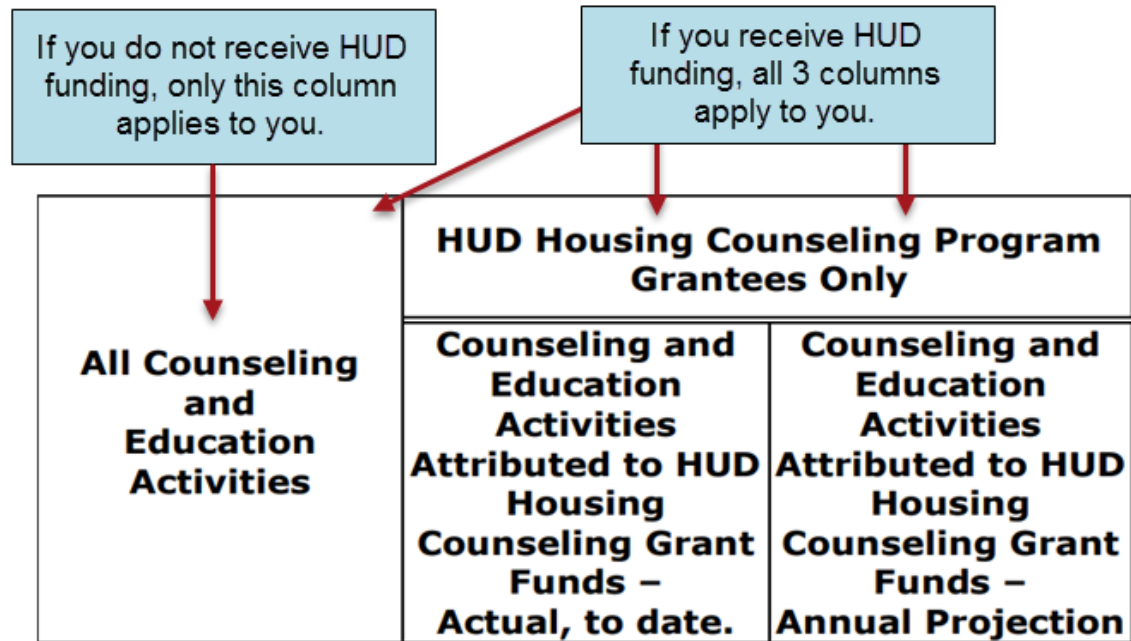 If you do not receive HUD
funding, only this column
applies to you.
If you receive HUD
funding, all 3 columns
apply to you.
All Counseling
and
Education
Activities
HUD Housing Counseling Program
Grantees Only
Counseling and
Education
Activities
Attributed to HUD
Housing
Counseling Grant
Funds –
Actual, to date.
Counseling and
Education
Activities
Attributed to HUD
Housing
Counseling Grant
Funds –
Annual Projection